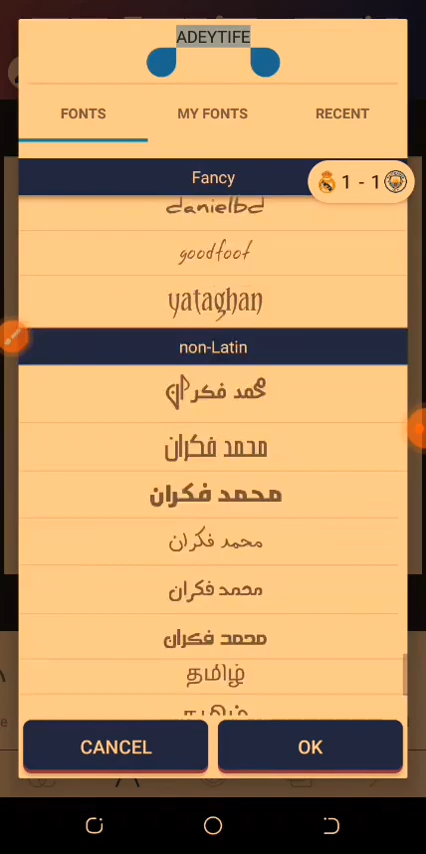 ADEYTIFE
FONTS MY FONTS RECENT
Fancy
1 - 1
danielbd
goodfoot
yataghan
non-Latin
محمد فكران
محمد فكران
محمد فكران
محمد فكران
محمد فكران
محمد فكران
தமிழ்
தமிழ்
CANCEL OK